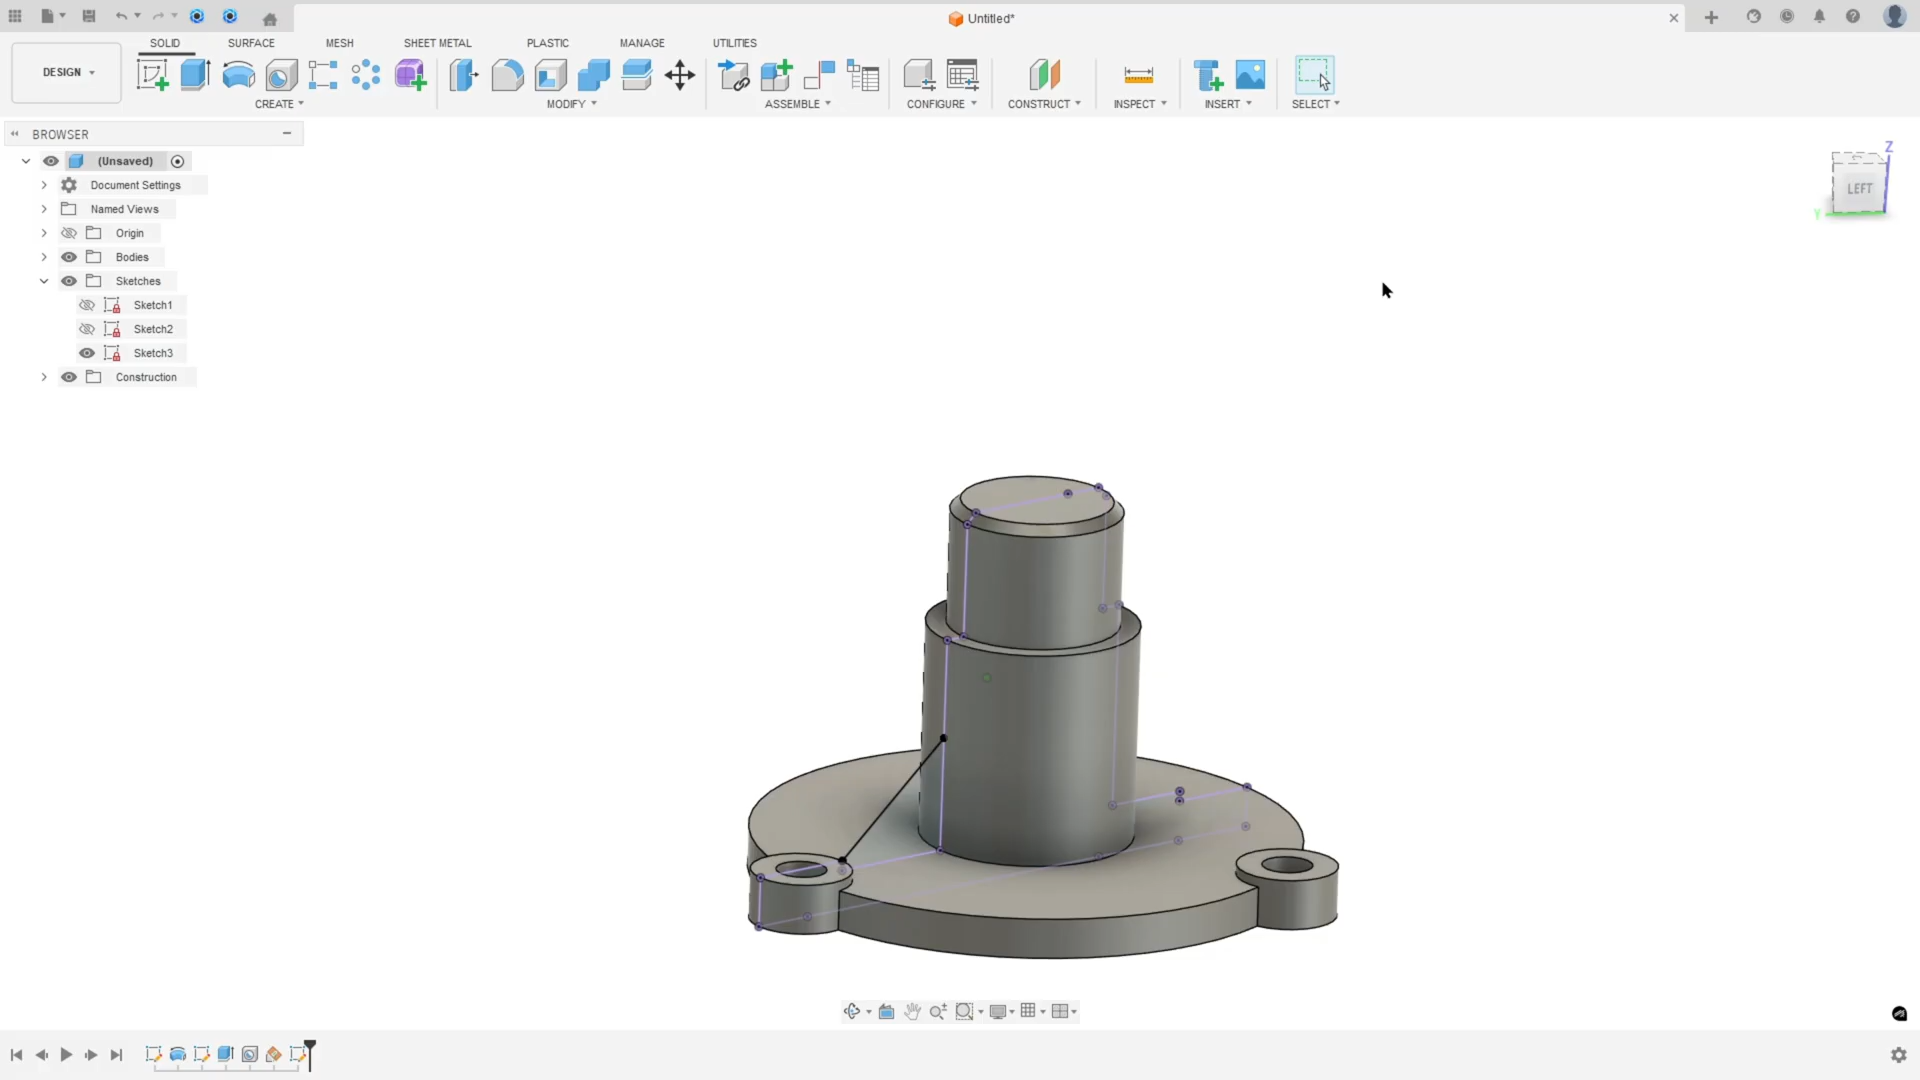 Untitled*
DESIGN
SOLID SURFACE MESH SHEET METAL PLASTIC MANAGE UTILITIES
CREATE MODIFY ASSEMBLE CONFIGURE CONSTRUCT INSPECT INSERT SELECT
BROWSER
(Unsaved)
Document Settings
Named Views
Origin
Bodies
Sketches
Sketch1
Sketch2
Sketch3
Construction
Z
LEFT
Y